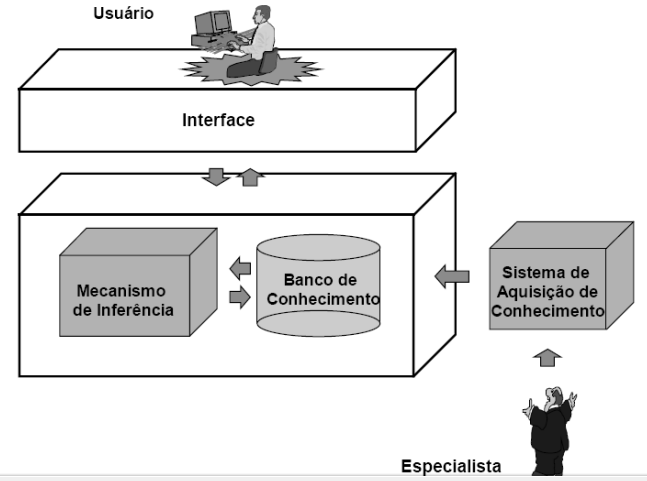 Usuário
Interface
Mecanismo
de Inferência
Banco de
Conhecimento
Sistema de
Aquisição de
Conhecimento
Especialista